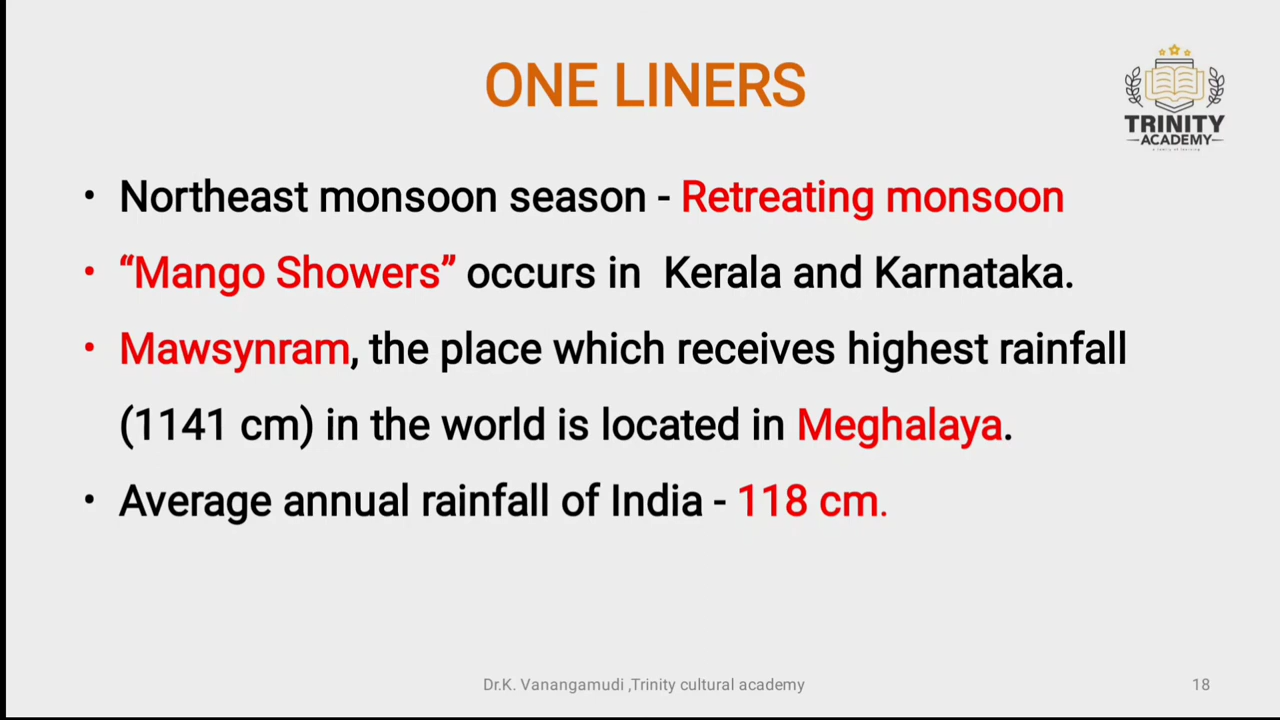 ONE LINERS
TRINITY
ACADEMY
• Northeast monsoon season - Retreating monsoon
• “Mango Showers” occurs in Kerala and Karnataka.
• Mawsynram, the place which receives highest rainfall
(1141 cm) in the world is located in Meghalaya.
• Average annual rainfall of India - 118 cm.
Dr.K. Vanangamudi ,Trinity cultural academy
18